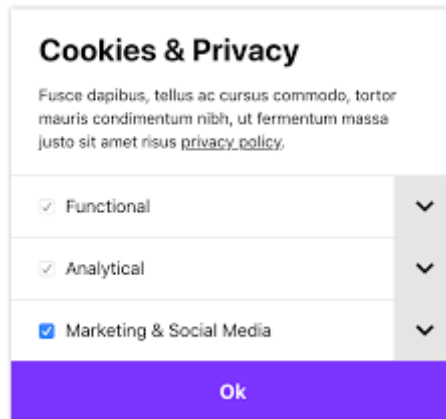 Cookies & Privacy
Fusce dapibus, tellus ac cursus commodo, tortor
mauris condimentum nibh, ut fermentum massa
justo sit amet risus privacy policy.
Functional
Analytical
Marketing & Social Media
Ok